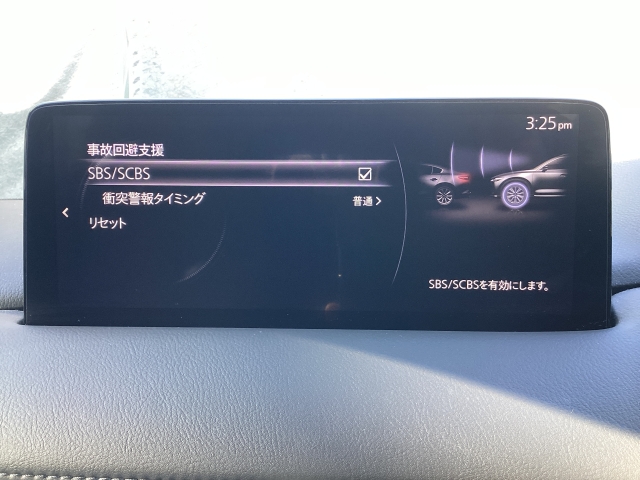 3:25pm
事故回避支援
SBS/SCBS
衝突警報タイミング
普通
リセット
SBS/SCBSを有効にします。